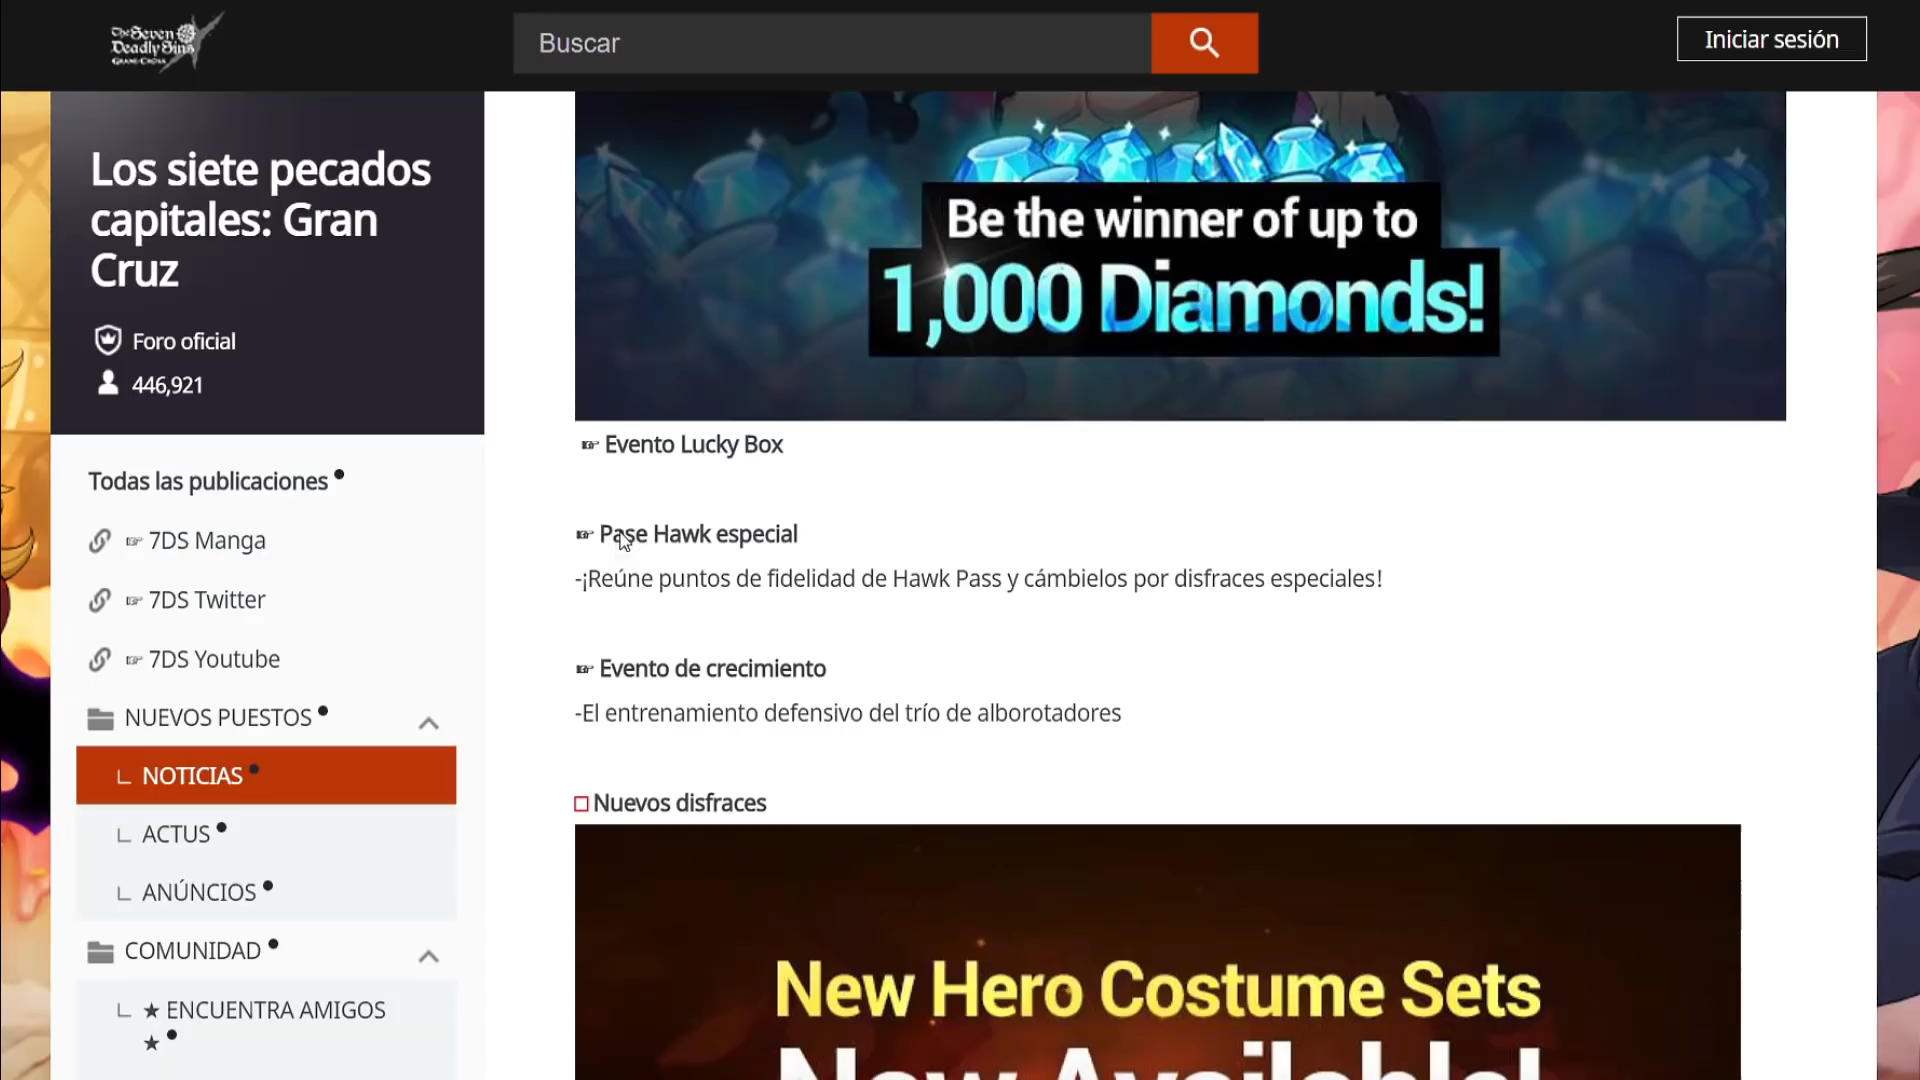 The Seven
Deadly Sins
GRAND CROSS
Buscar
Iniciar sesión
Los siete pecados
capitales: Gran
Cruz
Foro oficial
446,921
Todas las publicaciones
☞ 7DS Manga
☞ 7DS Twitter
☞ 7DS Youtube
NUEVOS PUESTOS
NOTICIAS
ACTUS
ANÚNCIOS
COMUNIDAD
★ ENCUENTRA AMIGOS
★
Be the winner of up to
1,000 Diamonds!
☞ Evento Lucky Box
☞ Pase Hawk especial
-¡Reúne puntos de fidelidad de Hawk Pass y cámbielos por disfraces especiales!
☞ Evento de crecimiento
-El entrenamiento defensivo del trío de alborotadores
□ Nuevos disfraces
New Hero Costume Sets
Now Available!